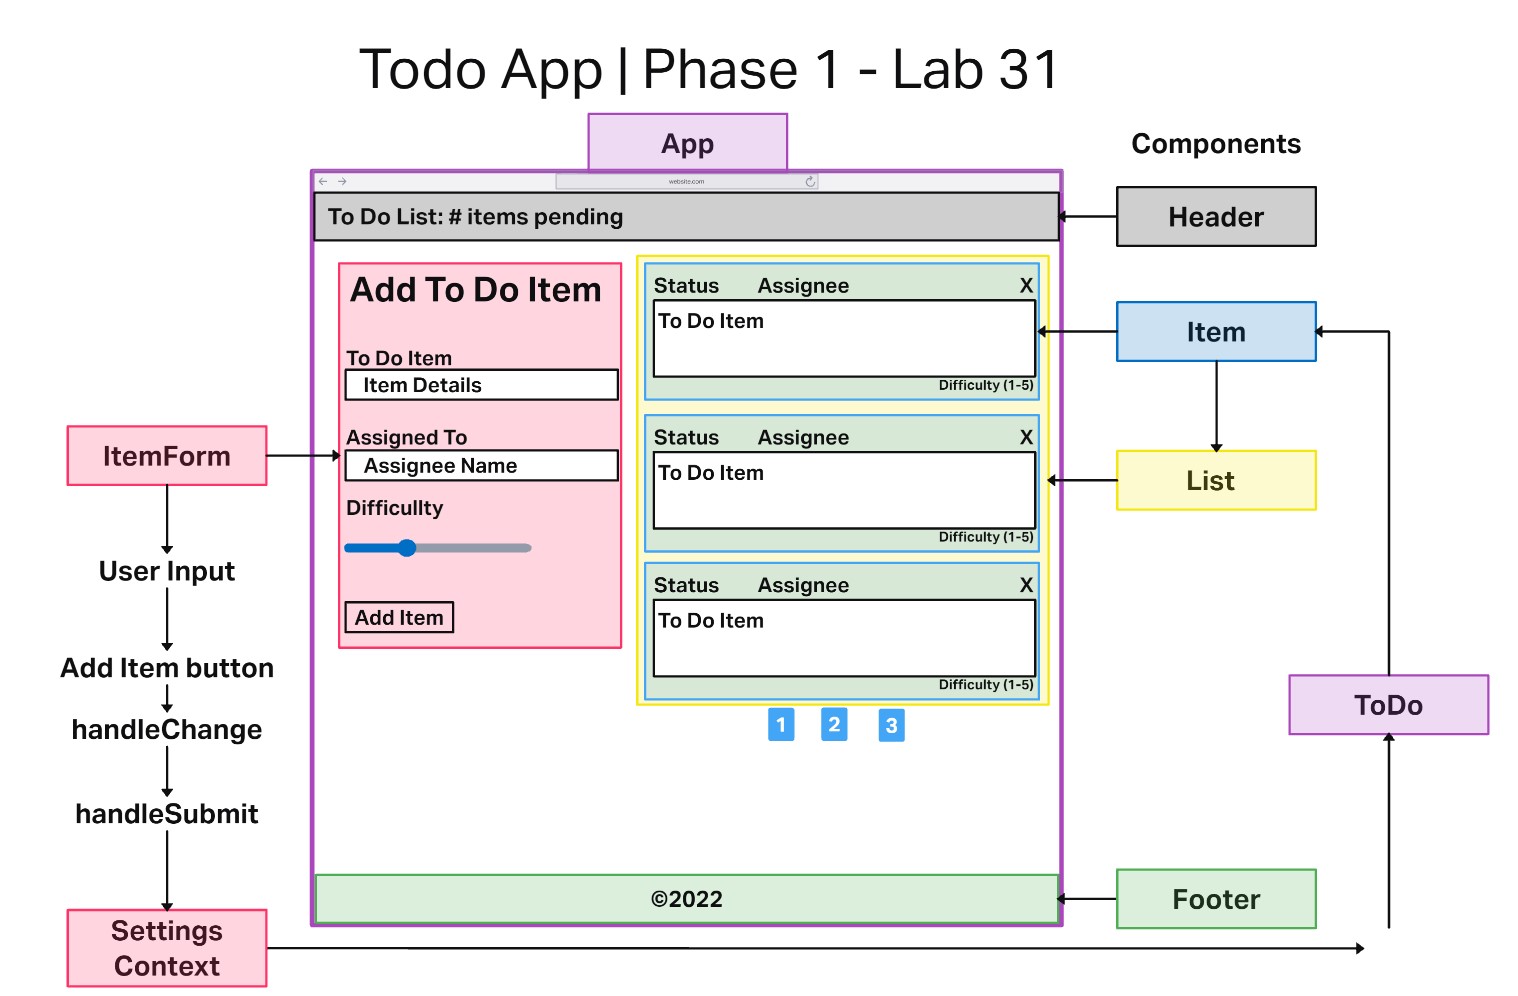 Todo App | Phase 1 - Lab 31
App
Components
website.com
To Do List: # items pending
Header
Add To Do Item
To Do Item
Item Details
Assigned To
Assignee Name
Difficullty
Add Item
Status Assignee X
To Do Item
Difficulty (1-5)
Status Assignee X
To Do Item
Difficulty (1-5)
Status Assignee X
To Do Item
Difficulty (1-5)
1 2 3
©2022
Item
List
ToDo
Footer
ItemForm
User Input
Add Item button
handleChange
handleSubmit
Settings
Context